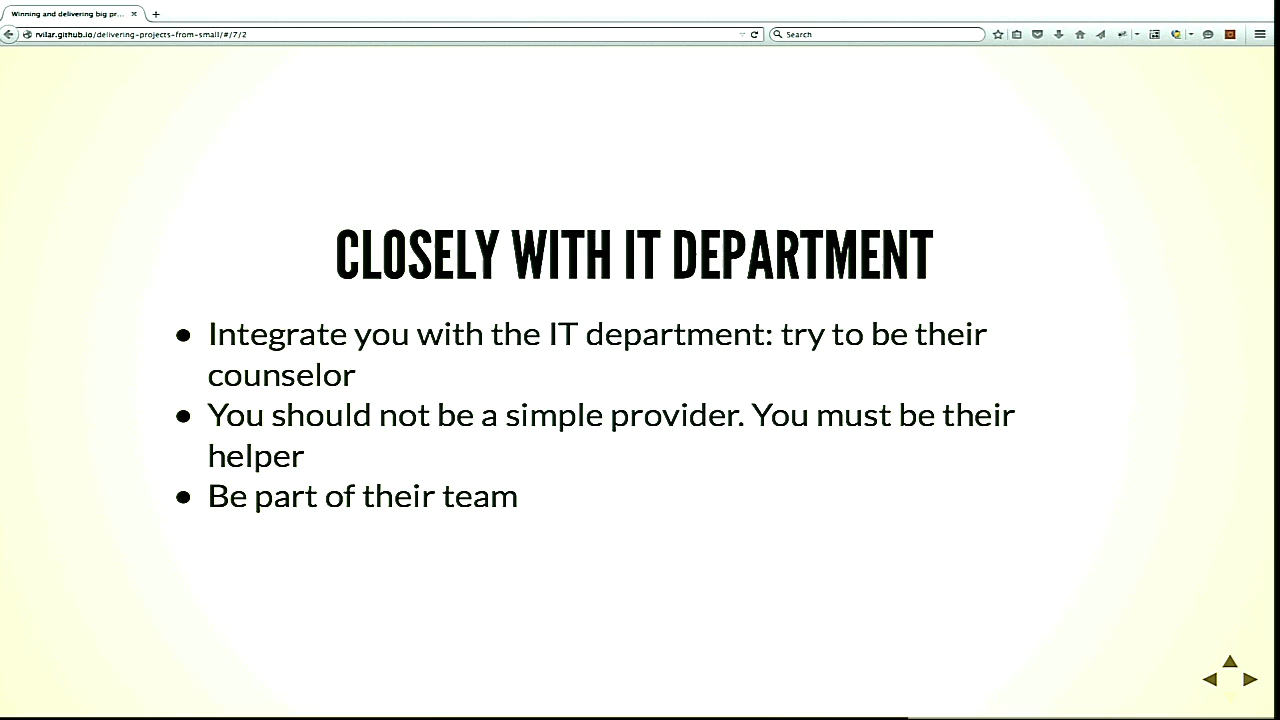 Winning and delivering big pr...
rvilar.github.io/delivering-projects-from-small/#/7/2
Search
CLOSELY WITH IT DEPARTMENT
Integrate you with the IT department: try to be their
counselor
You should not be a simple provider. You must be their
helper
Be part of their team